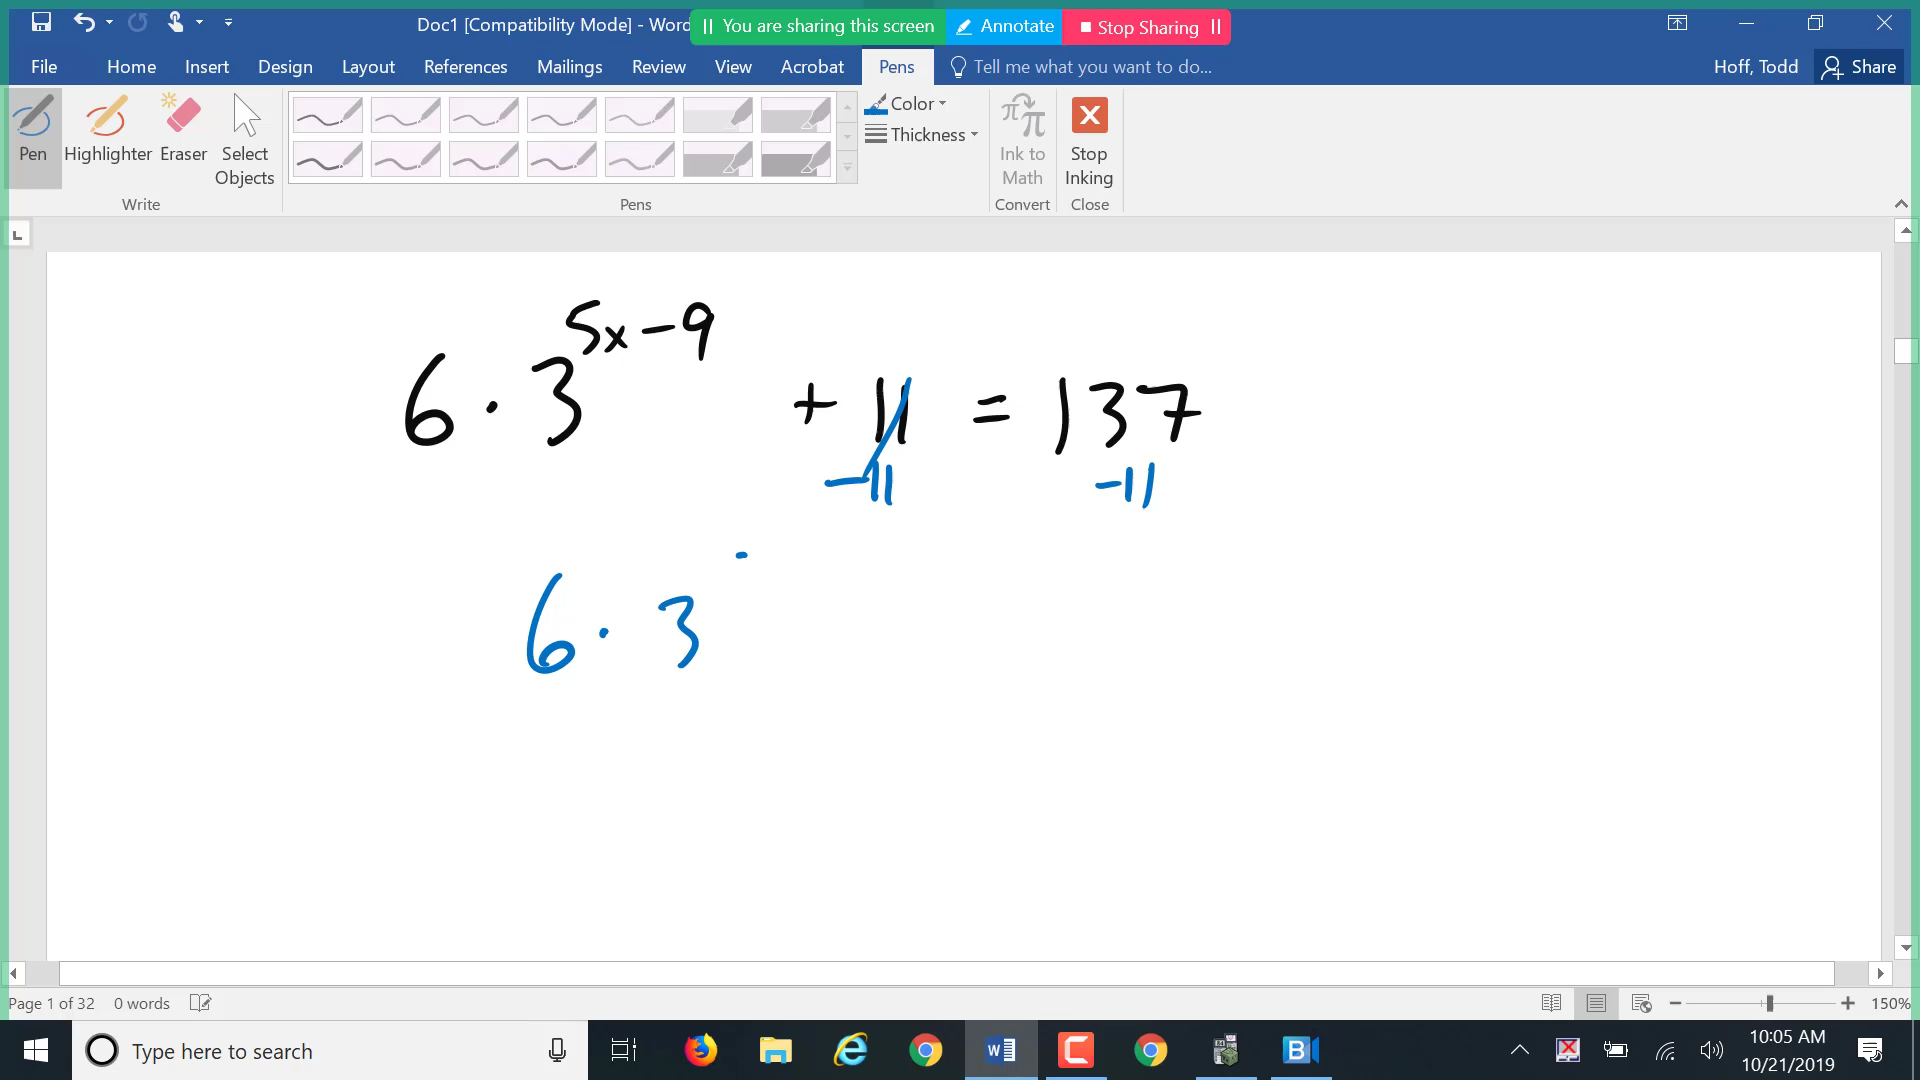 Doc1 [Compatibility Mode] - Word
You are sharing this screen
Annotate
Stop Sharing
File Home Insert Design Layout References Mailings Review View Acrobat Pens Tell me what you want to do... Hoff, Todd Share
Pen Highlighter Eraser Select Objects
Color
Thickness
Ink to Math
Stop Inking
Write Pens Convert Close
6 · 3^{5x-9} + 11 = 137
-11 -11
6 · 3
Page 1 of 32 0 words 150%
Type here to search
10:05 AM
10/21/2019